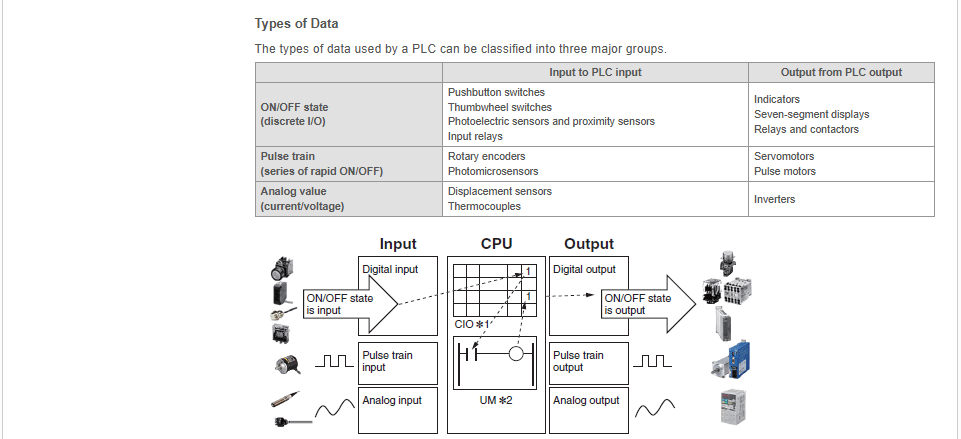 Types of Data
The types of data used by a PLC can be classified into three major groups.
Input to PLC input
Output from PLC output
ON/OFF state
(discrete I/O)
Pushbutton switches
Thumbwheel switches
Photoelectric sensors and proximity sensors
Input relays
Indicators
Seven-segment displays
Relays and contactors
Pulse train
(series of rapid ON/OFF)
Rotary encoders
Photomicrosensors
Servomotors
Pulse motors
Analog value
(current/voltage)
Displacement sensors
Thermocouples
Inverters
Input
CPU
Output
Digital input
1
Digital output
ON/OFF state
is input
1
ON/OFF state
is output
CIO ✻1
Pulse train
input
Pulse train
output
Analog input
UM ✻2
Analog output